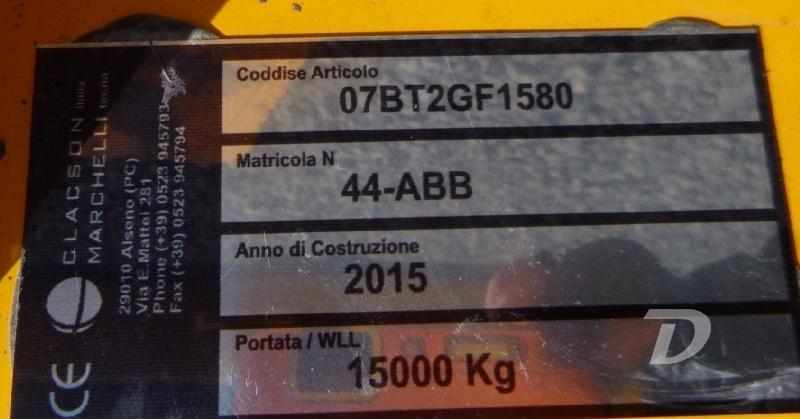 CLACSON Italia
MARCHELLI tecna
29010 Alseno (PC)
Via E.Mattei 281
Phone (+39) 0523 945793
Fax (+39) 0523 945794
CE
Coddise Articolo
07BT2GF1580
Matricola N
44-ABB
Anno di Costruzione
2015
Portata / WLL
15000 Kg
D